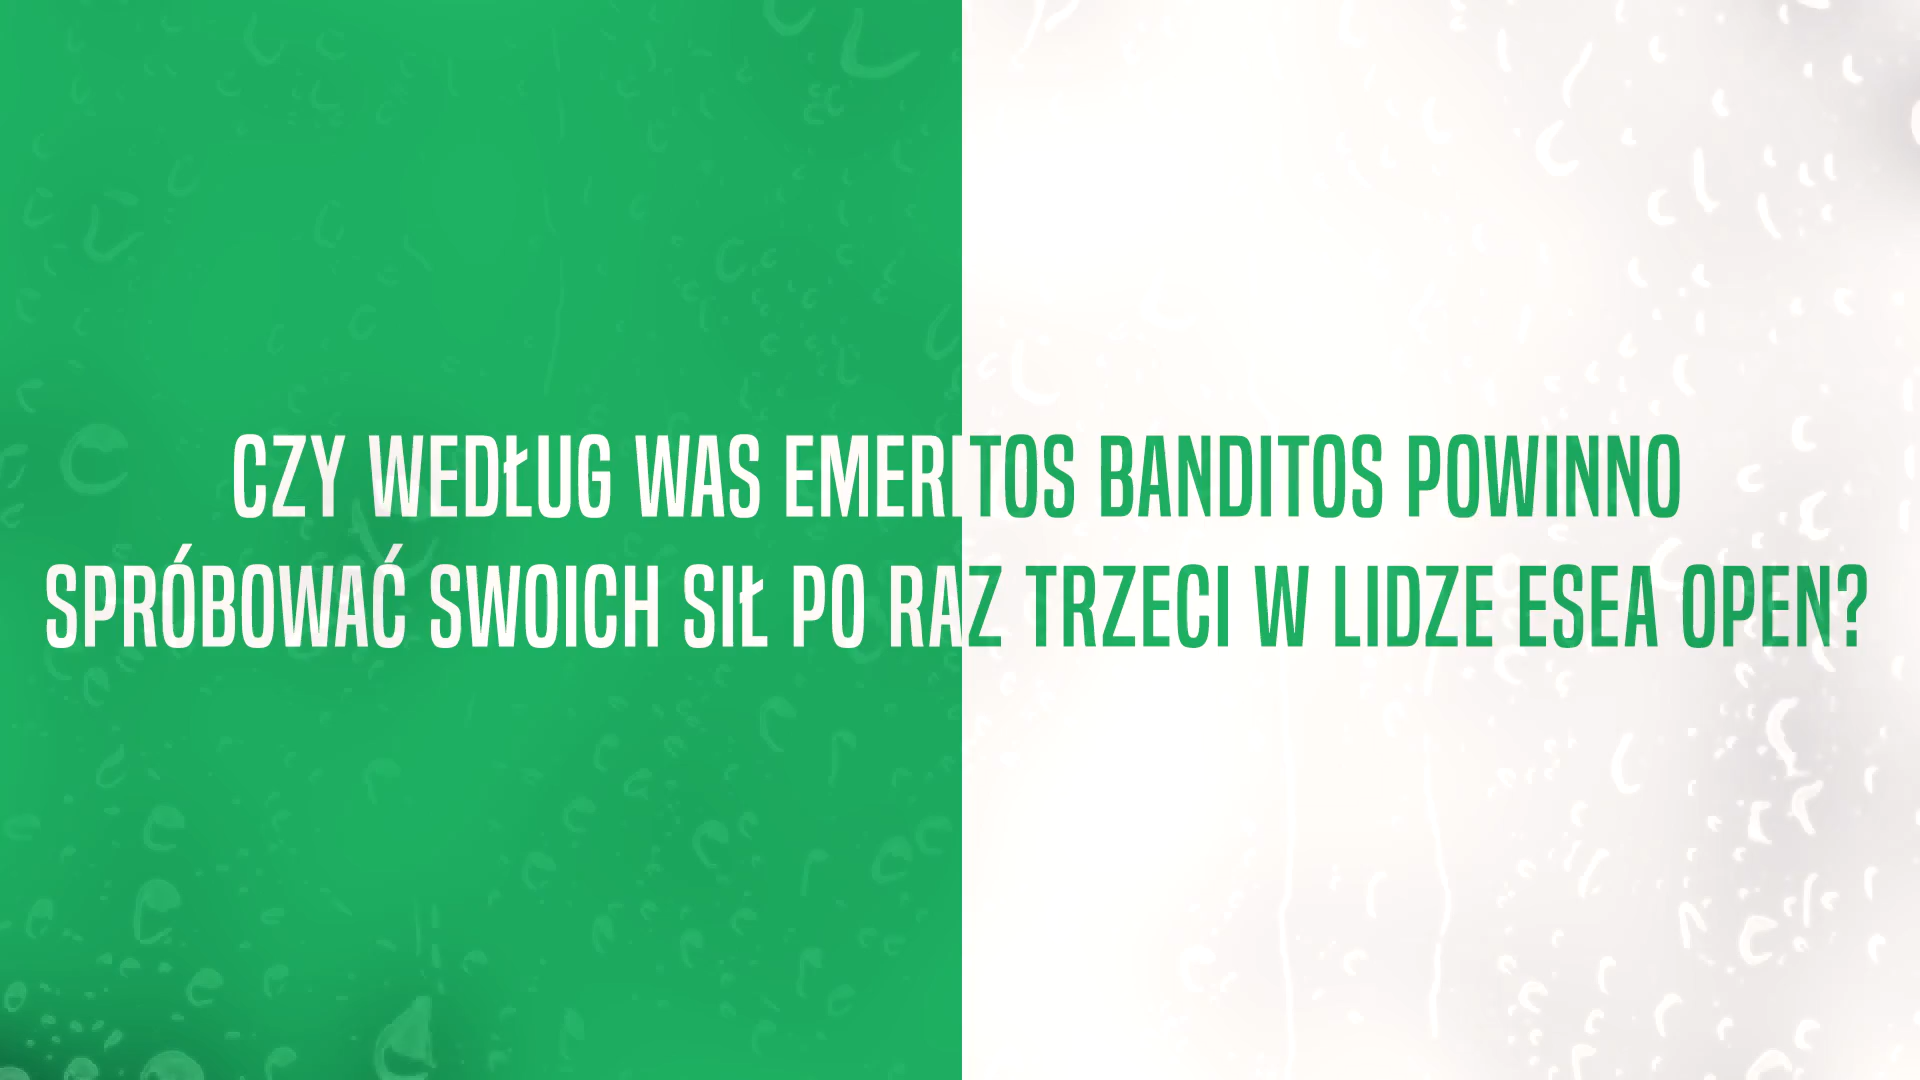 CZY WEDŁUG WAS EMERITOS BANDITOS POWINNO
SPRÓBOWAĆ SWOICH SIŁ PO RAZ TRZECI W LIDZE ESEA OPEN?